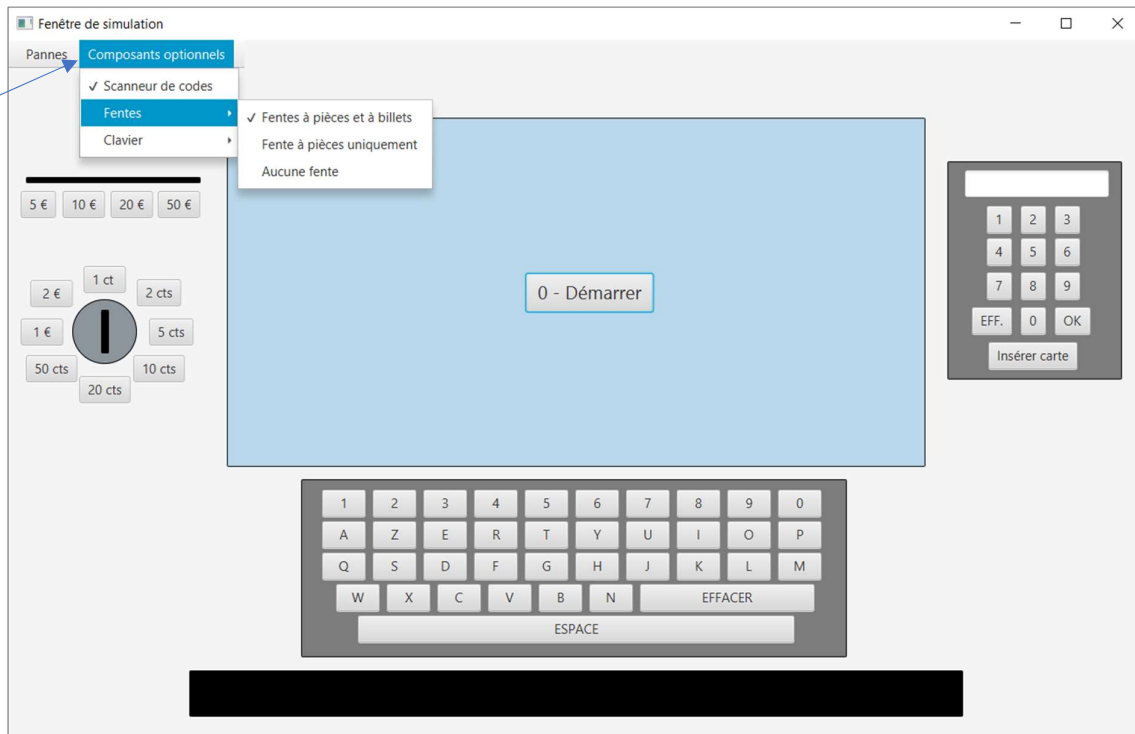 Fenêtre de simulation
Pannes Composants optionnels
✓ Scanneur de codes
Fentes
Clavier
✓ Fentes à pièces et à billets
Fente à pièces uniquement
Aucune fente
5 € 10 € 20 € 50 €
1 ct
2 € 2 cts
1 € 5 cts
50 cts 10 cts
20 cts
0 - Démarrer
1 2 3
4 5 6
7 8 9
EFF. 0 OK
Insérer carte
1 2 3 4 5 6 7 8 9 0
A Z E R T Y U I O P
Q S D F G H J K L M
W X C V B N EFFACER
ESPACE